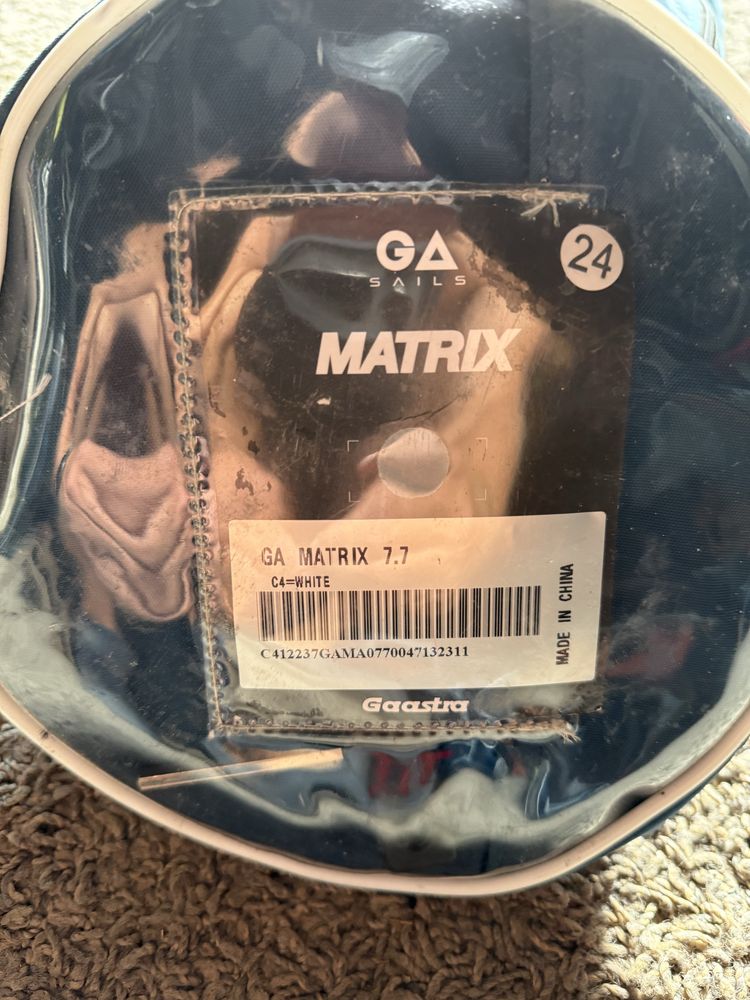 GA
SAILS
24
MATRIX
GA MATRIX 7.7
C4=WHITE
C412237GAMA0770047132311
MADE IN CHINA
Gaastra